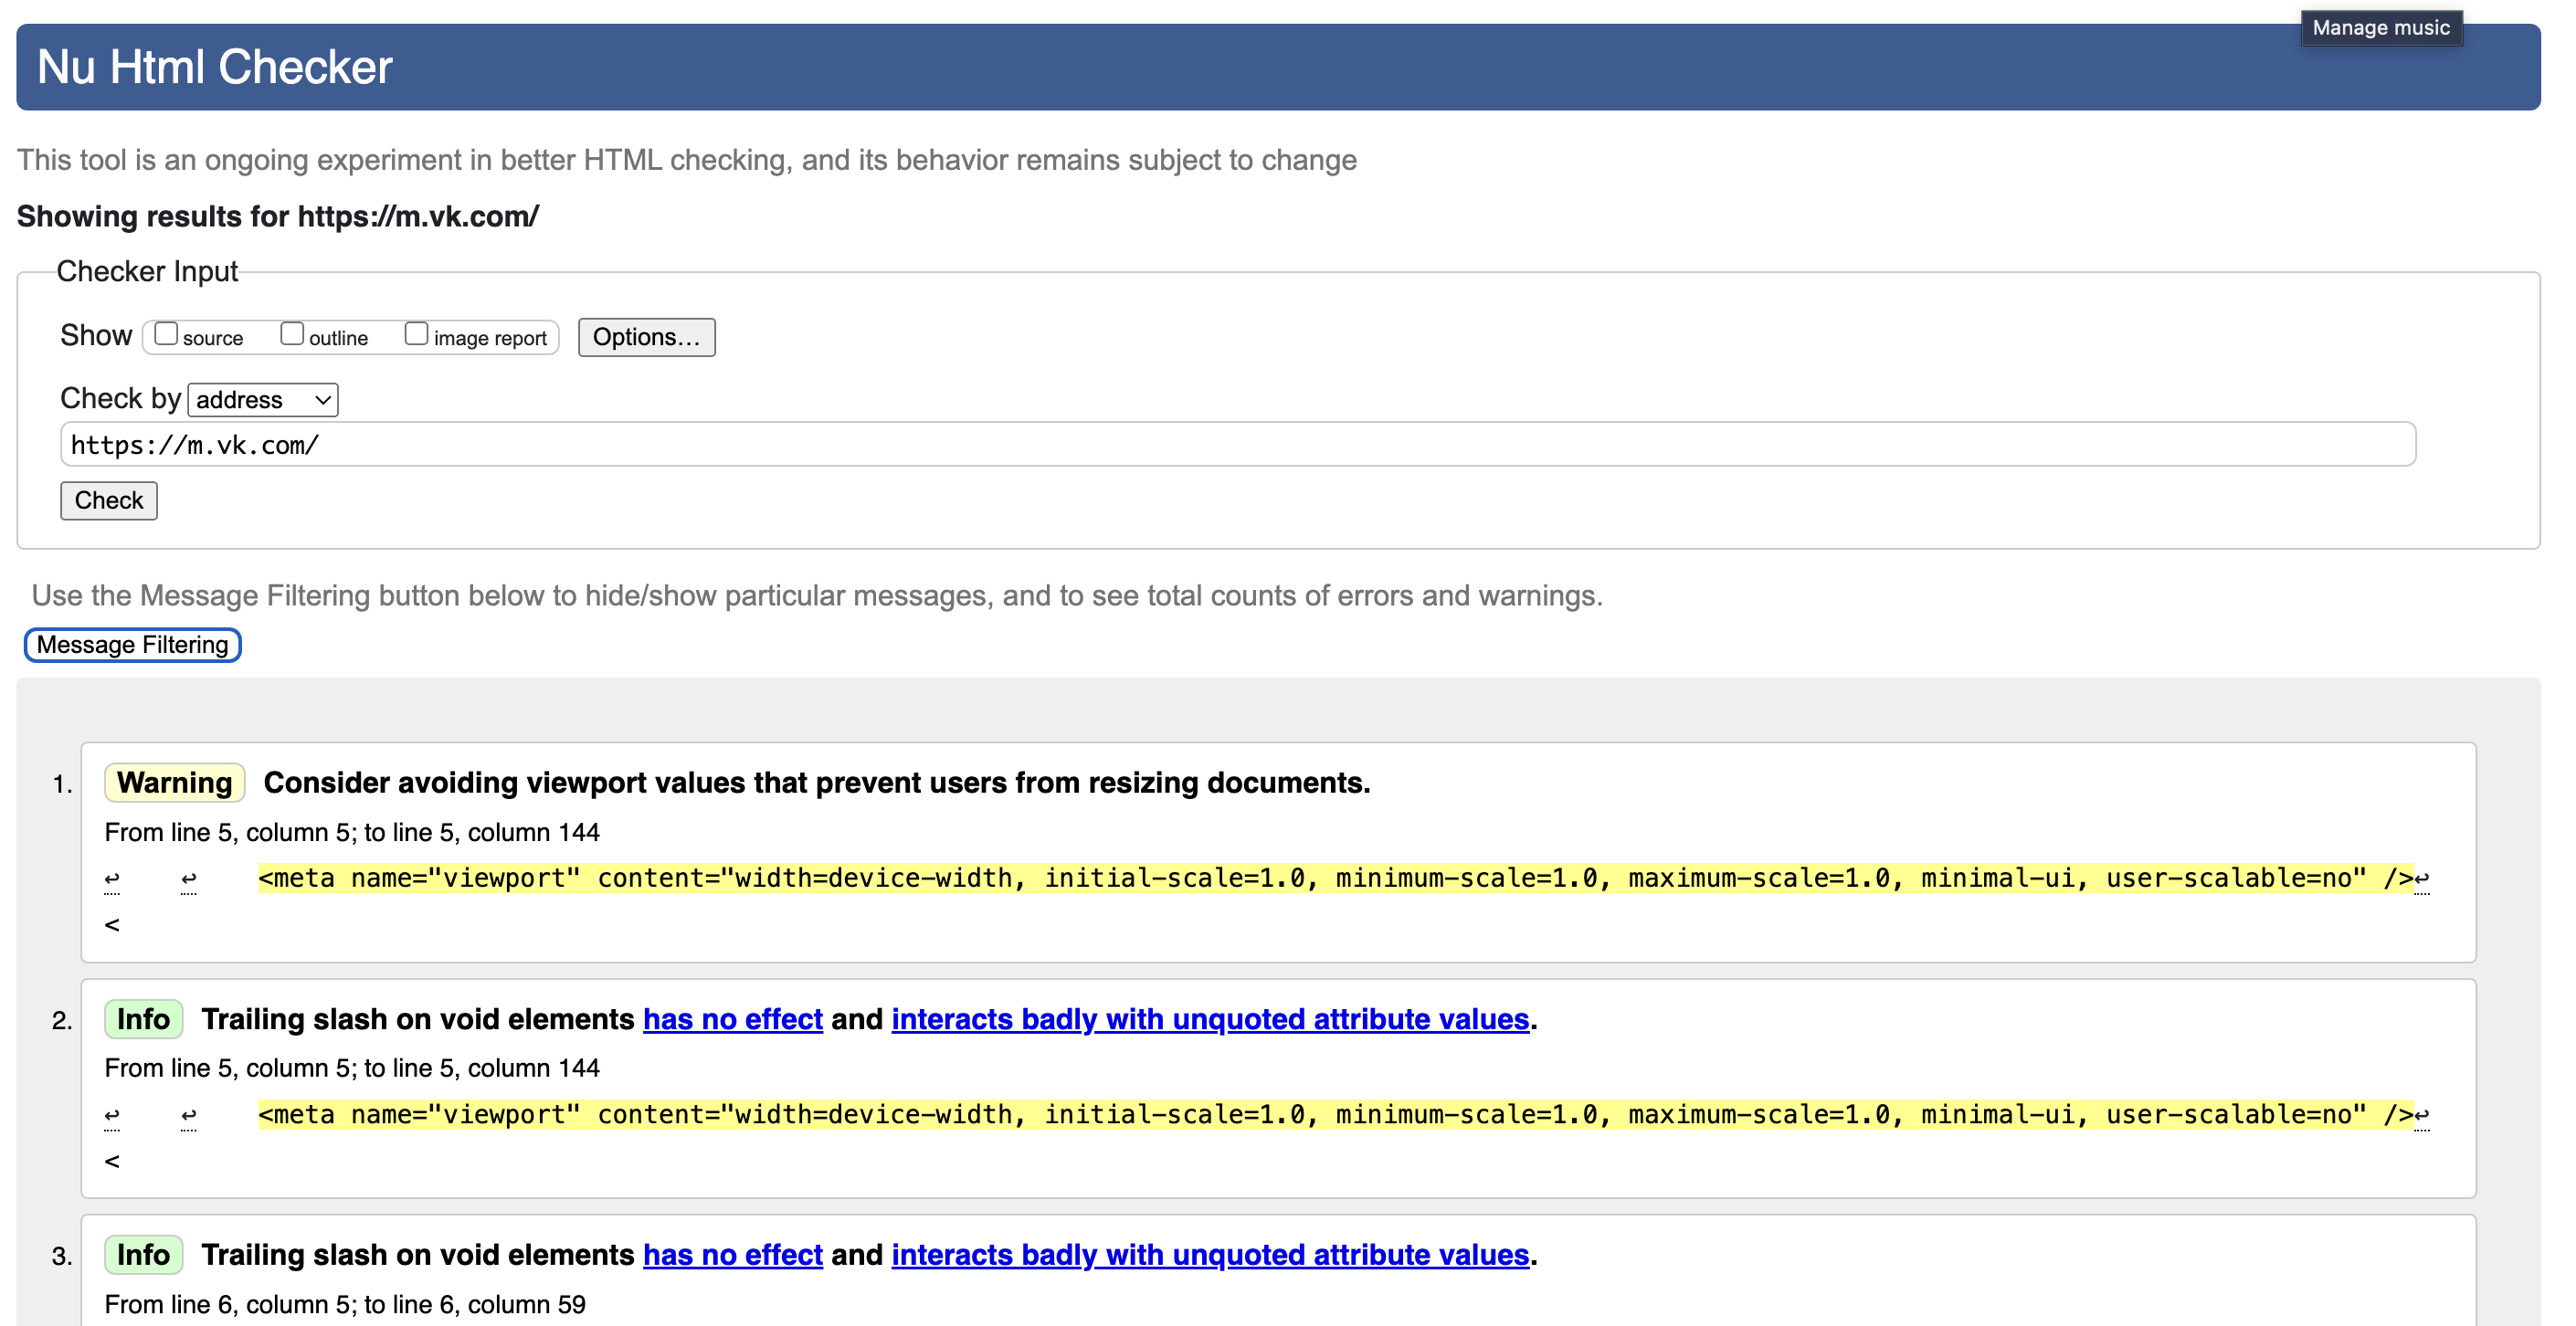 Manage music
Nu Html Checker
This tool is an ongoing experiment in better HTML checking, and its behavior remains subject to change
Showing results for https://m.vk.com/
Checker Input
Show source outline image report Options…
Check by address
https://m.vk.com/
Check
Use the Message Filtering button below to hide/show particular messages, and to see total counts of errors and warnings.
Message Filtering
1. Warning Consider avoiding viewport values that prevent users from resizing documents.
From line 5, column 5; to line 5, column 144
↩ ↩ <meta name="viewport" content="width=device-width, initial-scale=1.0, minimum-scale=1.0, maximum-scale=1.0, minimal-ui, user-scalable=no" />↩
<
2. Info Trailing slash on void elements has no effect and interacts badly with unquoted attribute values.
From line 5, column 5; to line 5, column 144
↩ ↩ <meta name="viewport" content="width=device-width, initial-scale=1.0, minimum-scale=1.0, maximum-scale=1.0, minimal-ui, user-scalable=no" />↩
<
3. Info Trailing slash on void elements has no effect and interacts badly with unquoted attribute values.
From line 6, column 5; to line 6, column 59